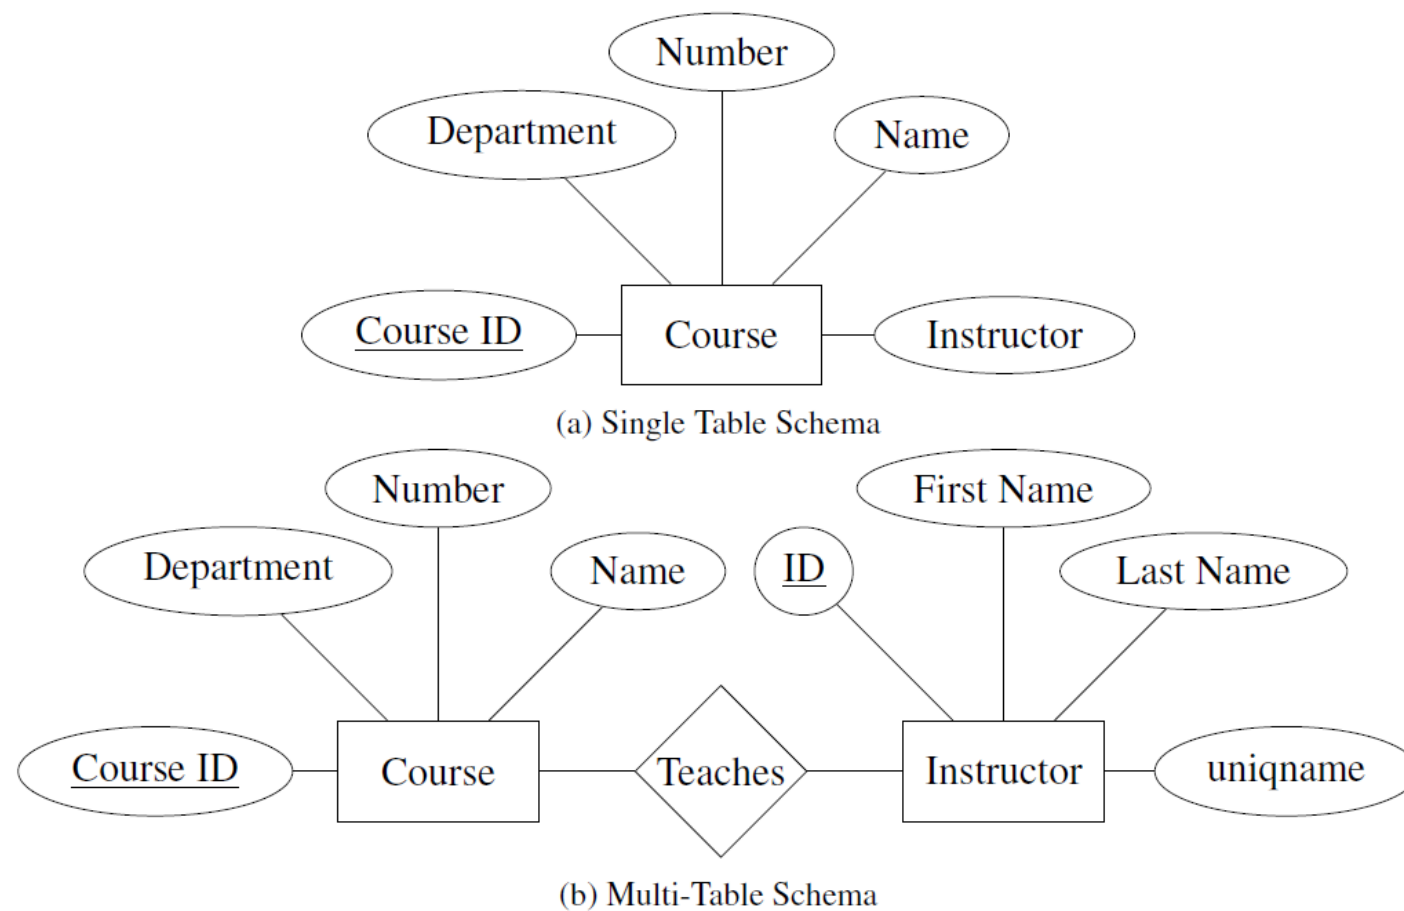 Number
Department
Name
Course ID
Course
Instructor
(a) Single Table Schema
Number
First Name
Department
Name
ID
Last Name
Course ID
Course
Teaches
Instructor
uniqname
(b) Multi-Table Schema